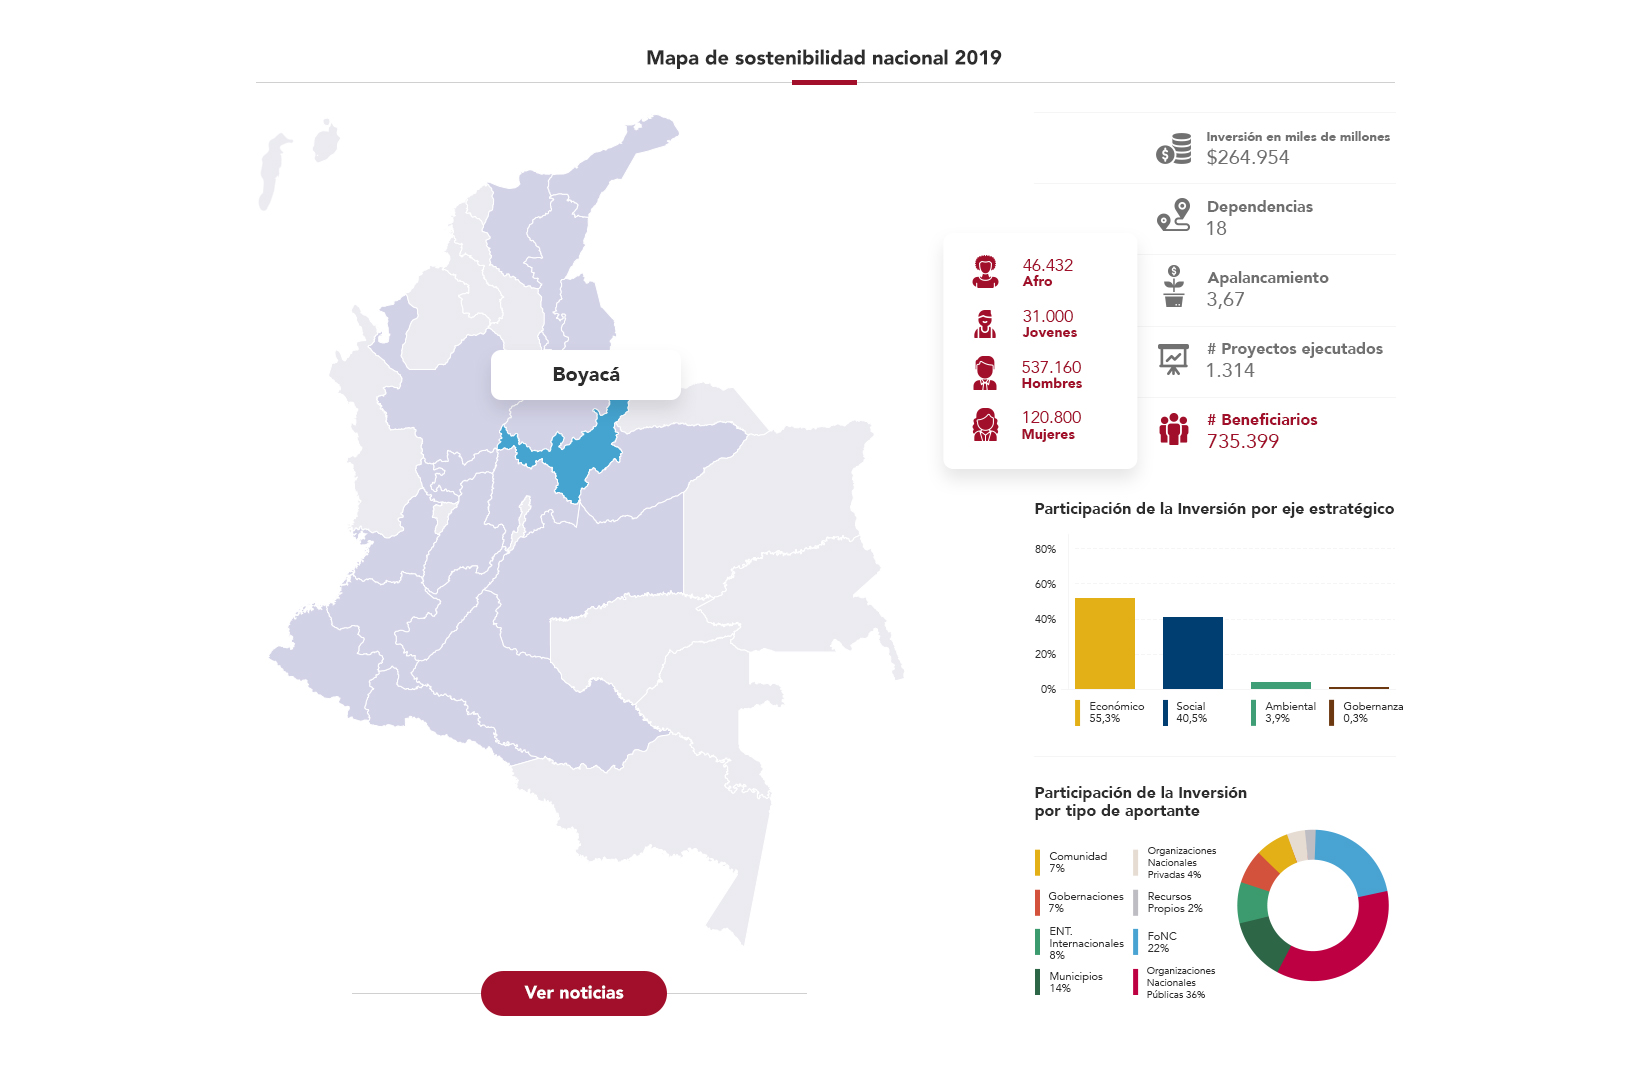 Mapa de sostenibilidad nacional 2019
Boyacá
Ver noticias
Inversión en miles de millones
$264.954
Dependencias
18
Apalancamiento
3,67
# Proyectos ejecutados
1.314
# Beneficiarios
735.399
46.432
Afro
31.000
Jovenes
537.160
Hombres
120.800
Mujeres
Participación de la Inversión por eje estratégico
80%
60%
40%
20%
0%
Económico
55,3%
Social
40,5%
Ambiental
3,9%
Gobernanza
0,3%
Participación de la Inversión
por tipo de aportante
Comunidad
7%
Gobernaciones
7%
ENT.
Internacionales
8%
Municipios
14%
Organizaciones
Nacionales
Privadas 4%
Recursos
Propios 2%
FoNC
22%
Organizaciones
Nacionales
Públicas 36%